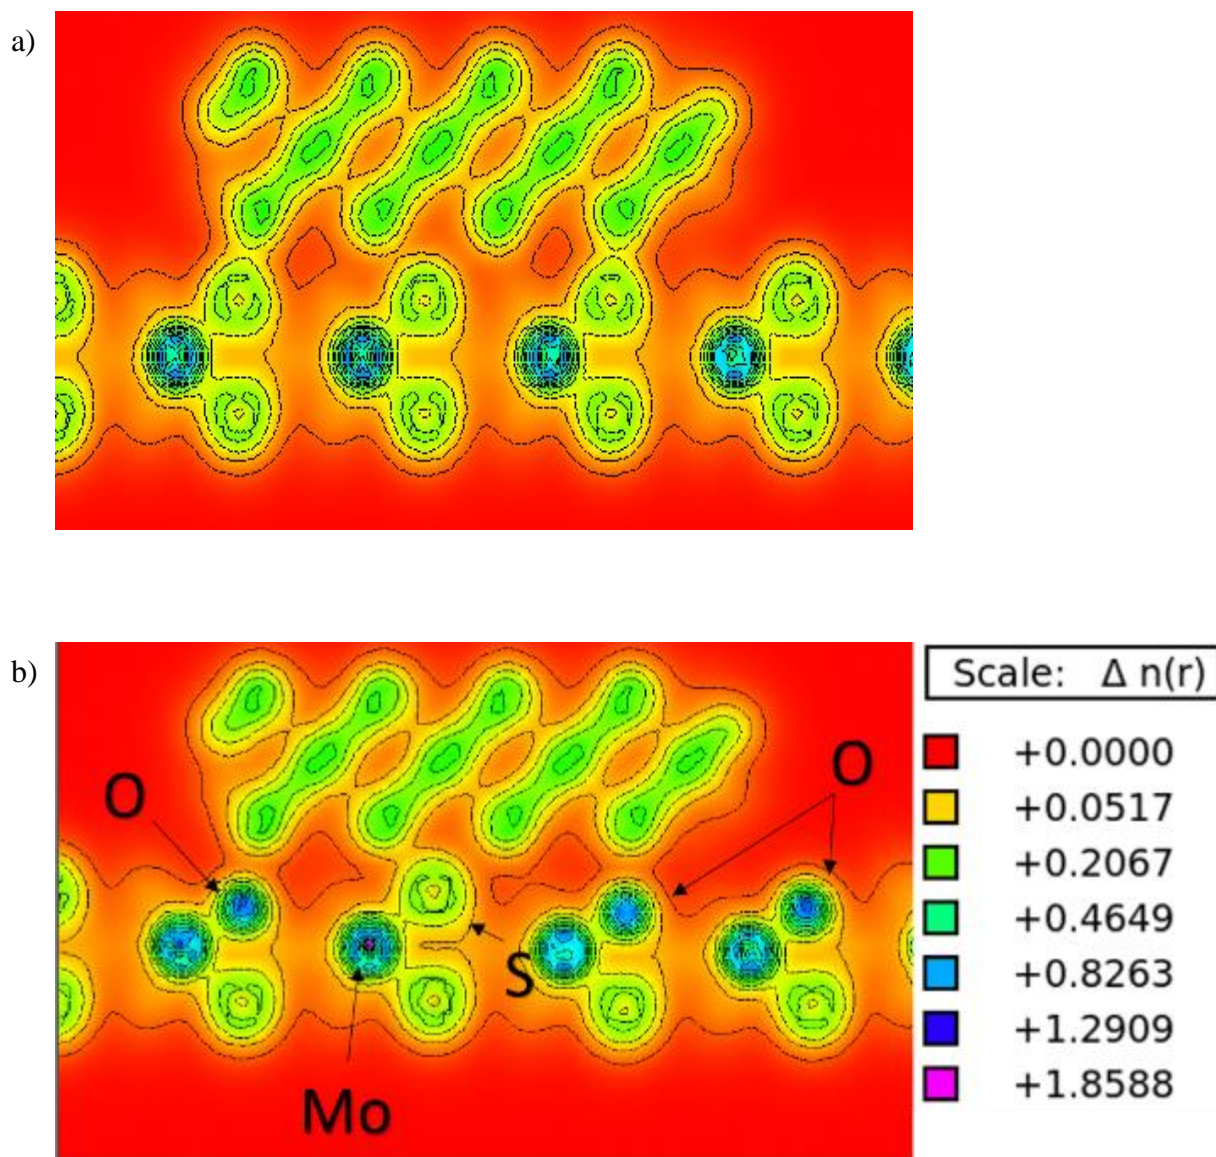 a)
b)
Scale: Δ n(r)
O
O
+0.0000
+0.0517
+0.2067
+0.4649
S
+0.8263
+1.2909
Mo
+1.8588